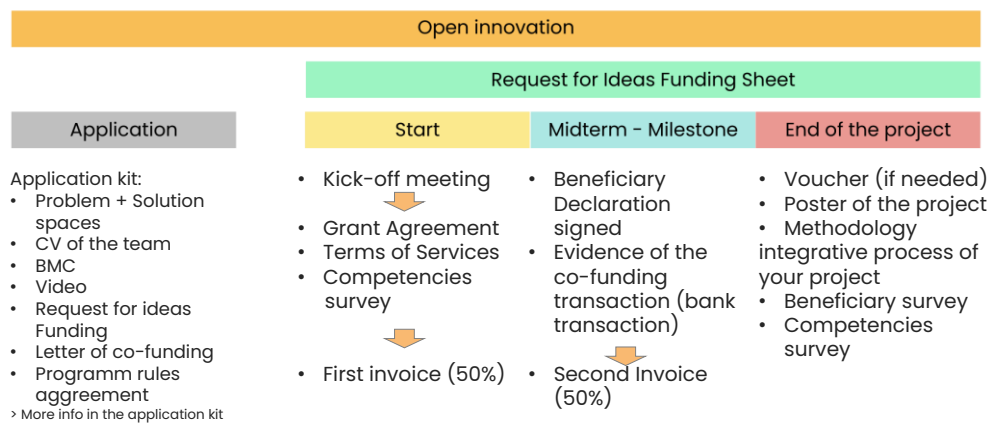 Open innovation
Request for Ideas Funding Sheet
Application
Start
Midterm - Milestone
End of the project
Application kit:
• Problem + Solution
spaces
• CV of the team
• BMC
• Video
• Request for ideas
Funding
• Letter of co-funding
• Programm rules
aggreement
> More info in the application kit
• Kick-off meeting
• Grant Agreement
• Terms of Services
• Competencies
survey
• First invoice (50%)
• Beneficiary
Declaration
signed
• Evidence of the
co-funding
transaction (bank
transaction)
• Second Invoice
(50%)
• Voucher (if needed)
• Poster of the project
• Methodology
integrative process of
your project
• Beneficiary survey
• Competencies
survey